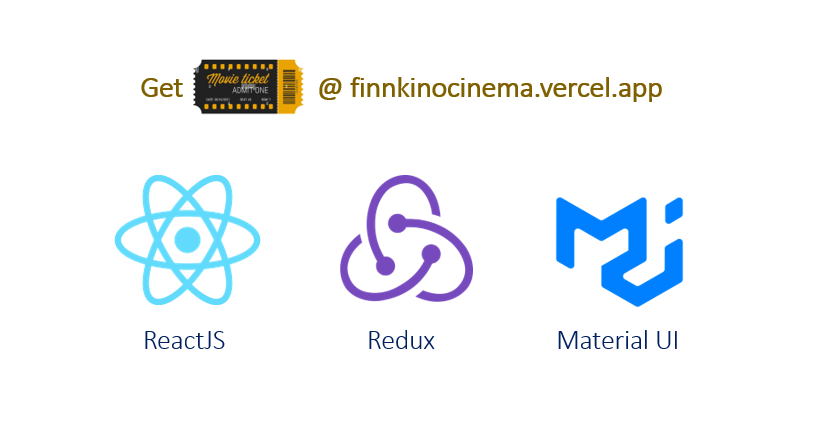 Get Movie ticket @ finnkinocinema.vercel.app
ADMIT ONE
ReactJS Redux Material UI